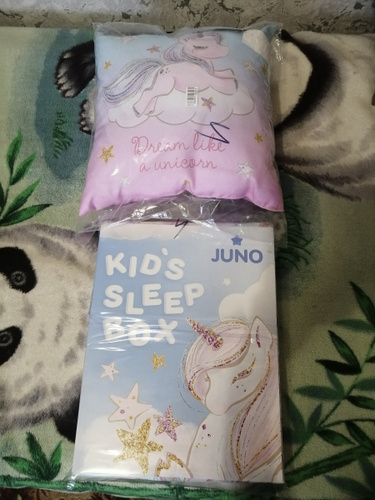 Dream like
a unicorn
JUNO
KID'S
SLEEP
BOX